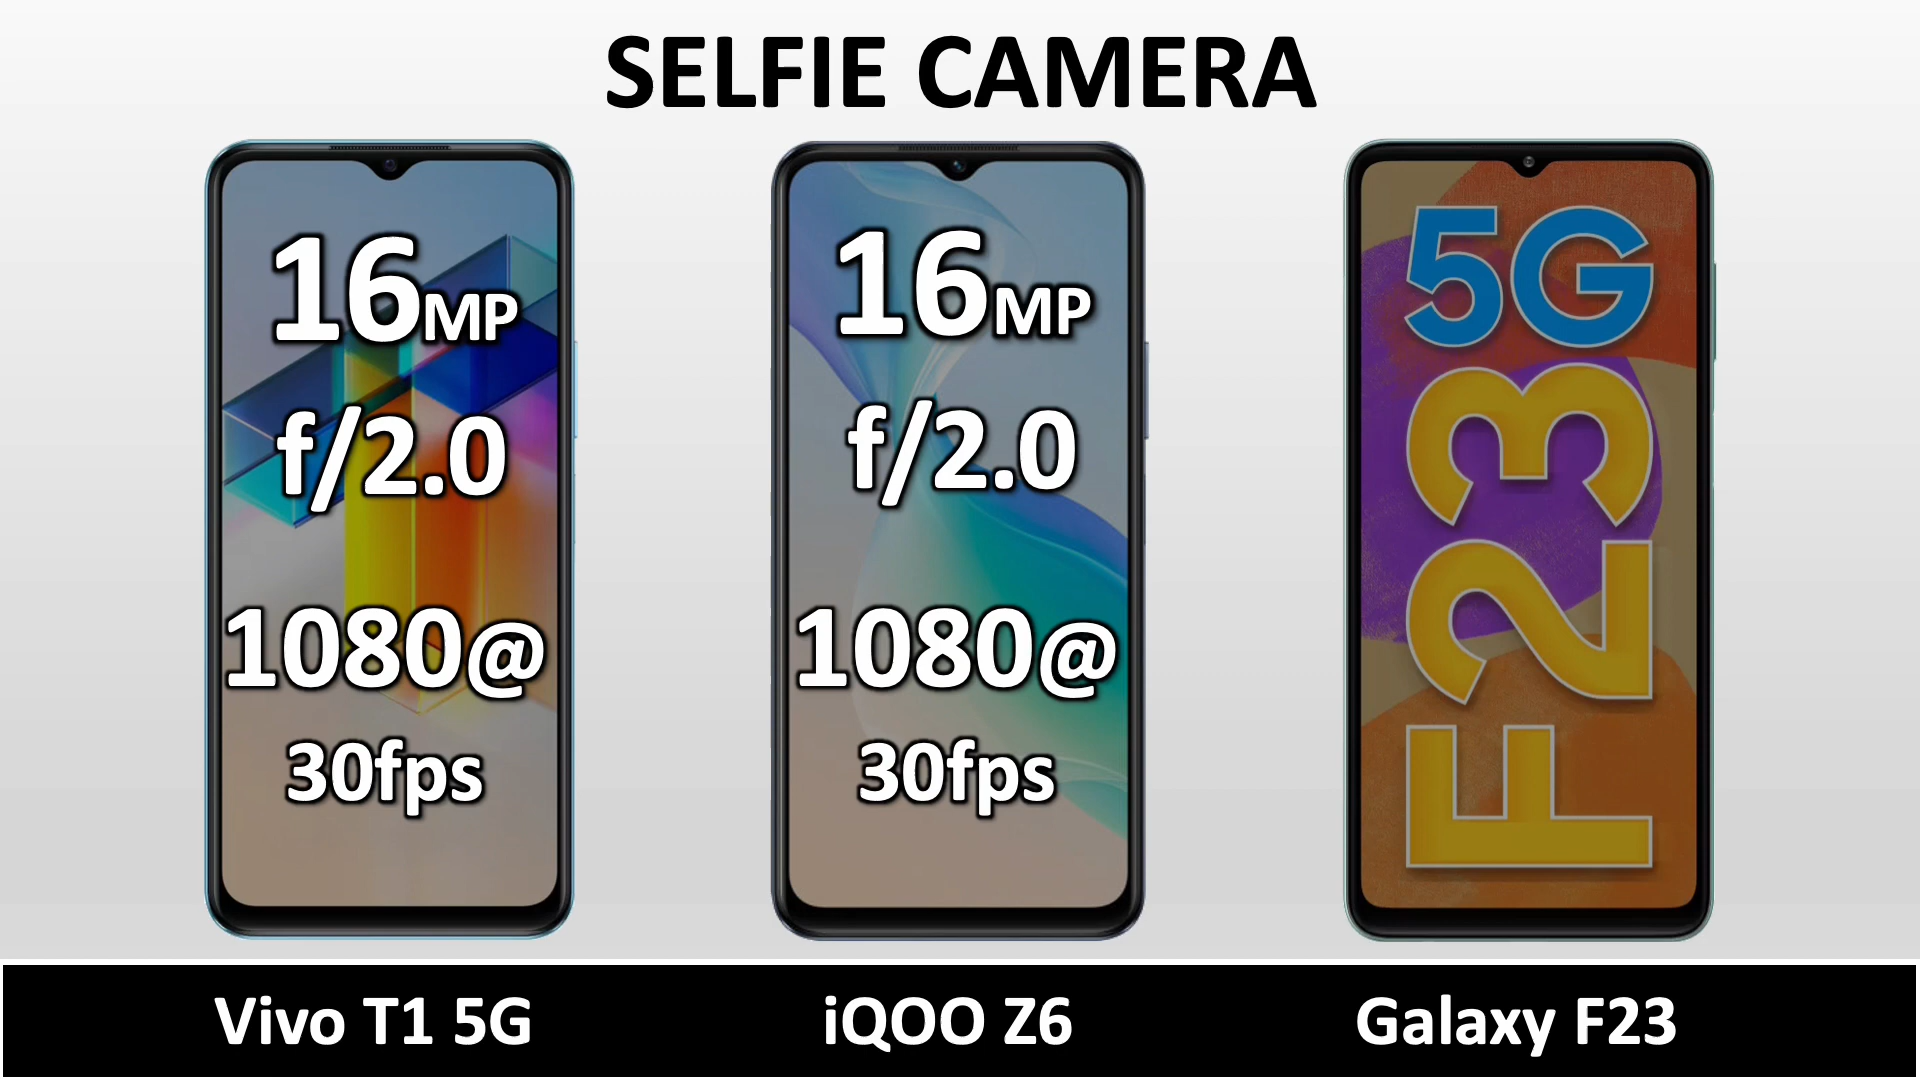 SELFIE CAMERA
16MP
f/2.0
1080@
30fps
16MP
f/2.0
1080@
30fps
5G
F23
Vivo T1 5G
iQOO Z6
Galaxy F23